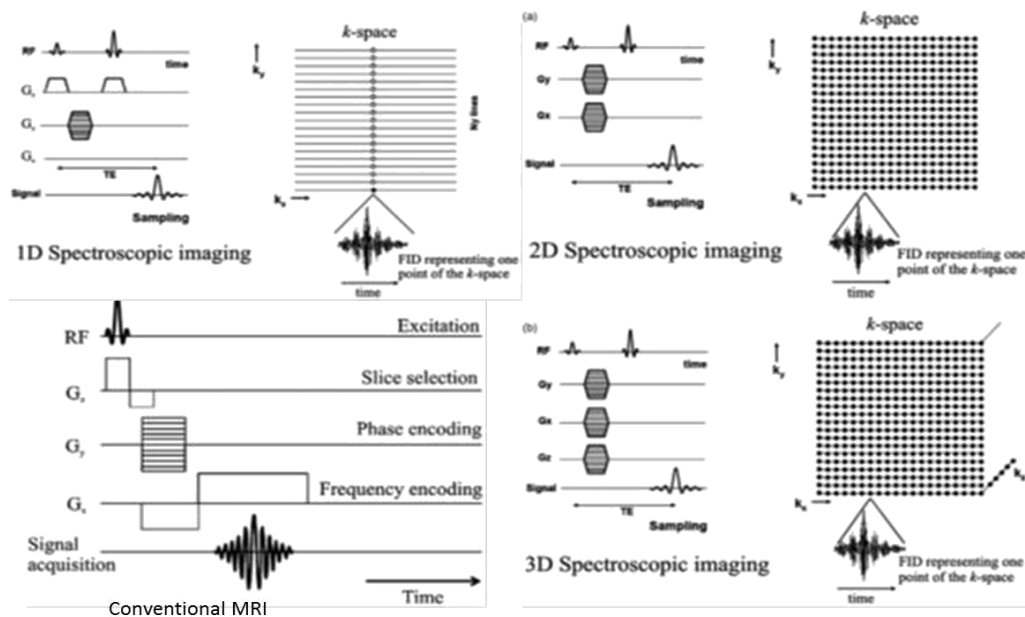 k-space
RF
time
ky
Gy
Ny lines
TE
Signal
kx
Sampling
1D Spectroscopic imaging
FID representing one
point of the k-space
time
(a)
k-space
RF
time
ky
Gy
Gx
Signal
TE
kx
Sampling
2D Spectroscopic imaging
FID representing one
point of the k-space
time
RF
Excitation
Slice selection
Gz
Phase encoding
Gy
Frequency encoding
Gx
Signal
acquisition
Time
Conventional MRI
(b)
k-space
RF
time
ky
Gy
Gx
Gz
Signal
TE
kx
Sampling
3D Spectroscopic imaging
FID representing one
point of the k-space
time